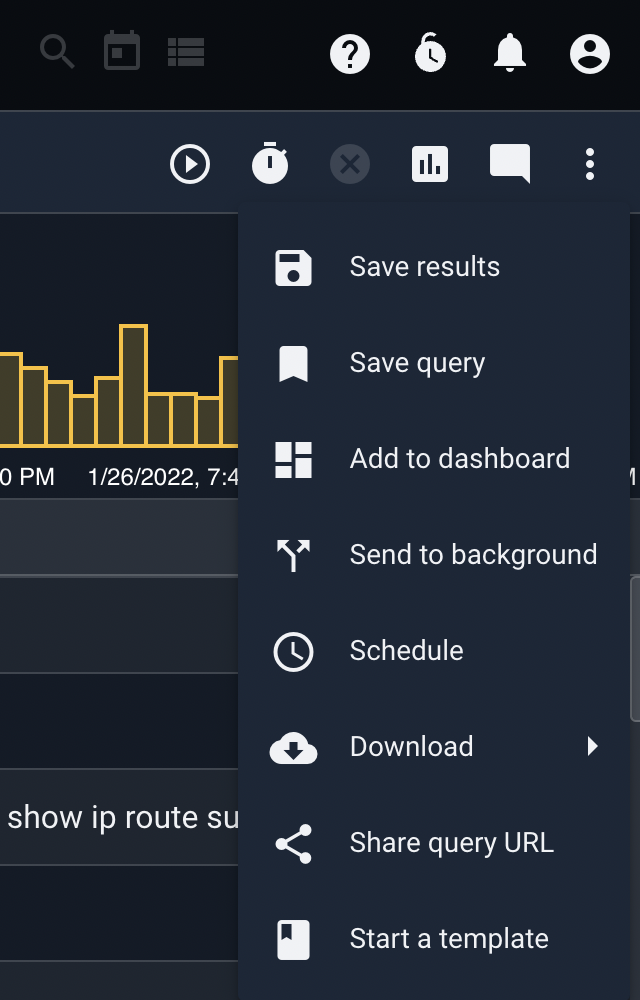 Save results
Save query
0 PM 1/26/2022, 7:4
Add to dashboard
Send to background
Schedule
Download
show ip route su
Share query URL
Start a template